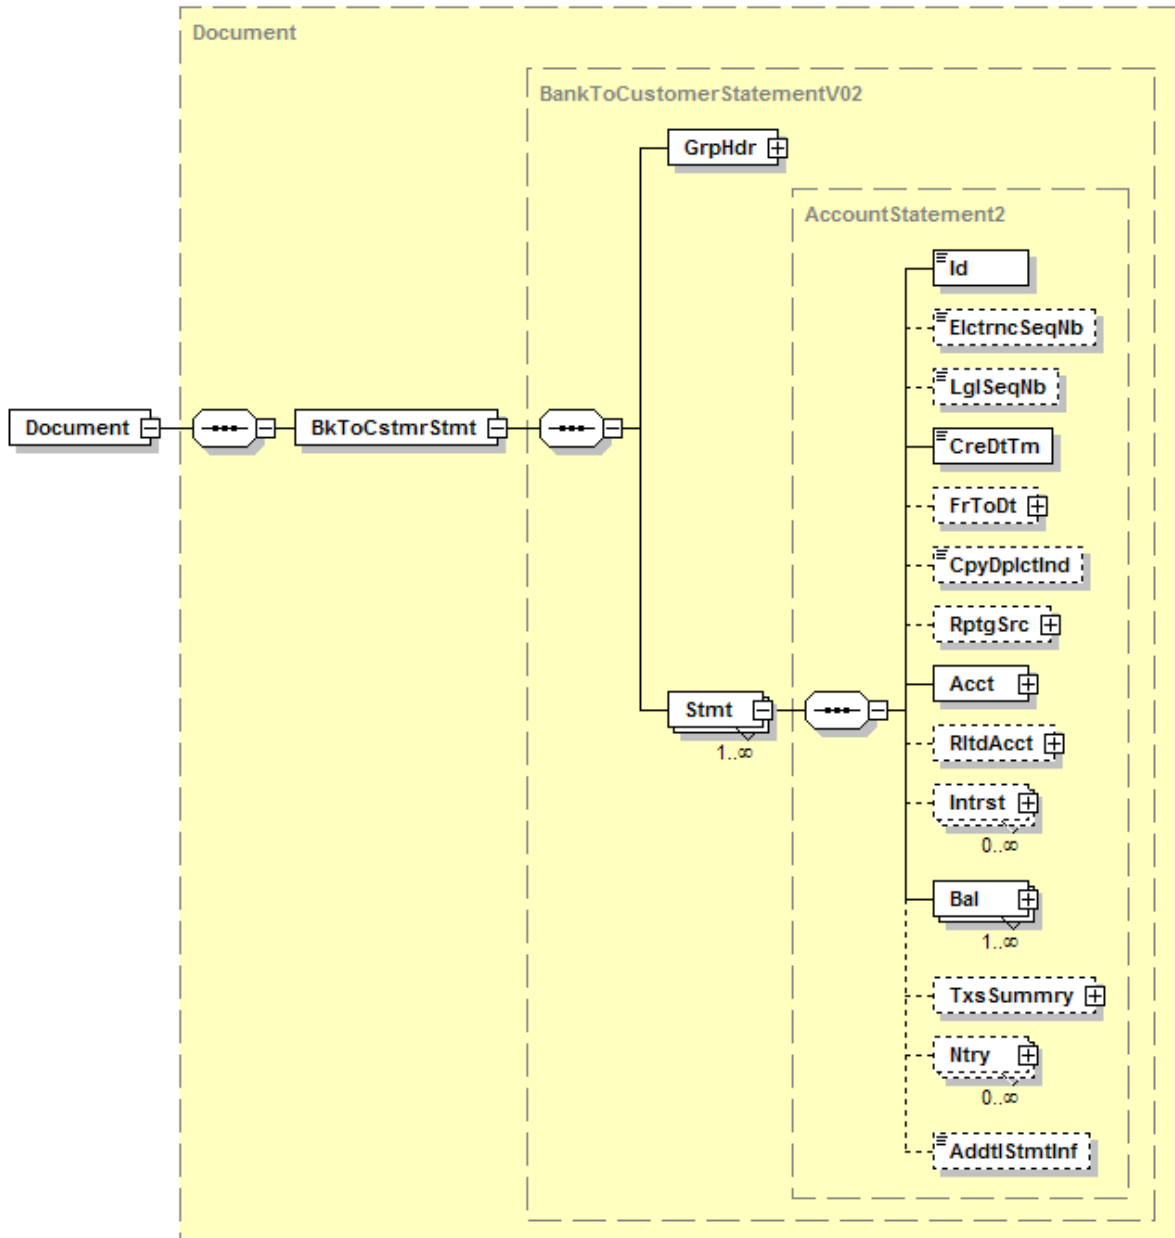 Document
BankToCustomerStatementV02
GrpHdr
AccountStatement2
Id
ElctrncSeqNb
LglSeqNb
Document
BkToCstmrStmt
CreDtTm
FrToDt
CpyDplctInd
RptgSrc
Acct
Stmt
1..∞
RltdAcct
Intrst
0..∞
Bal
1..∞
TxsSummry
Ntry
0..∞
AddtlStmtInf